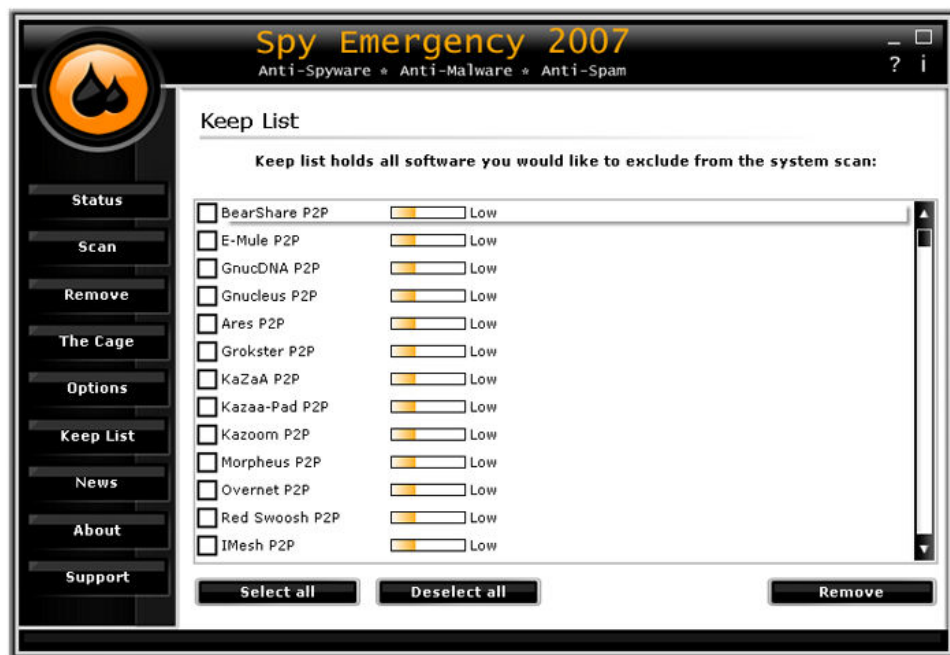 Spy Emergency 2007
Anti-Spyware * Anti-Malware * Anti-Spam
? i
Keep List
Keep list holds all software you would like to exclude from the system scan:
Status
Scan
Remove
The Cage
Options
Keep List
News
About
Support
BearShare P2P Low
E-Mule P2P Low
GnucDNA P2P Low
Gnucleus P2P Low
Ares P2P Low
Grokster P2P Low
KaZaA P2P Low
Kazaa-Pad P2P Low
Kazoom P2P Low
Morpheus P2P Low
Overnet P2P Low
Red Swoosh P2P Low
IMesh P2P Low
Select all Deselect all Remove